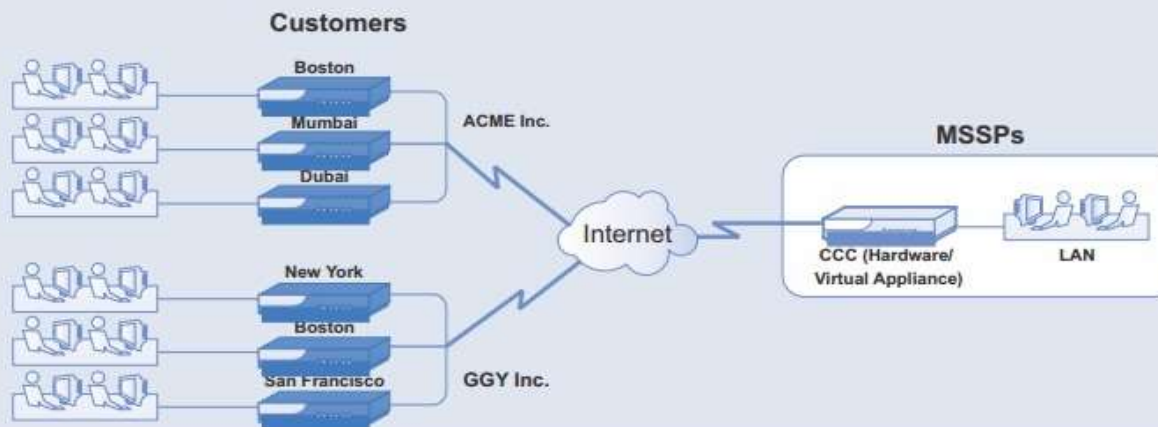 Customers
Boston
Mumbai
Dubai
ACME Inc.
New York
Boston
San Francisco
GGY Inc.
Internet
MSSPs
CCC (Hardware/
Virtual Appliance)
LAN